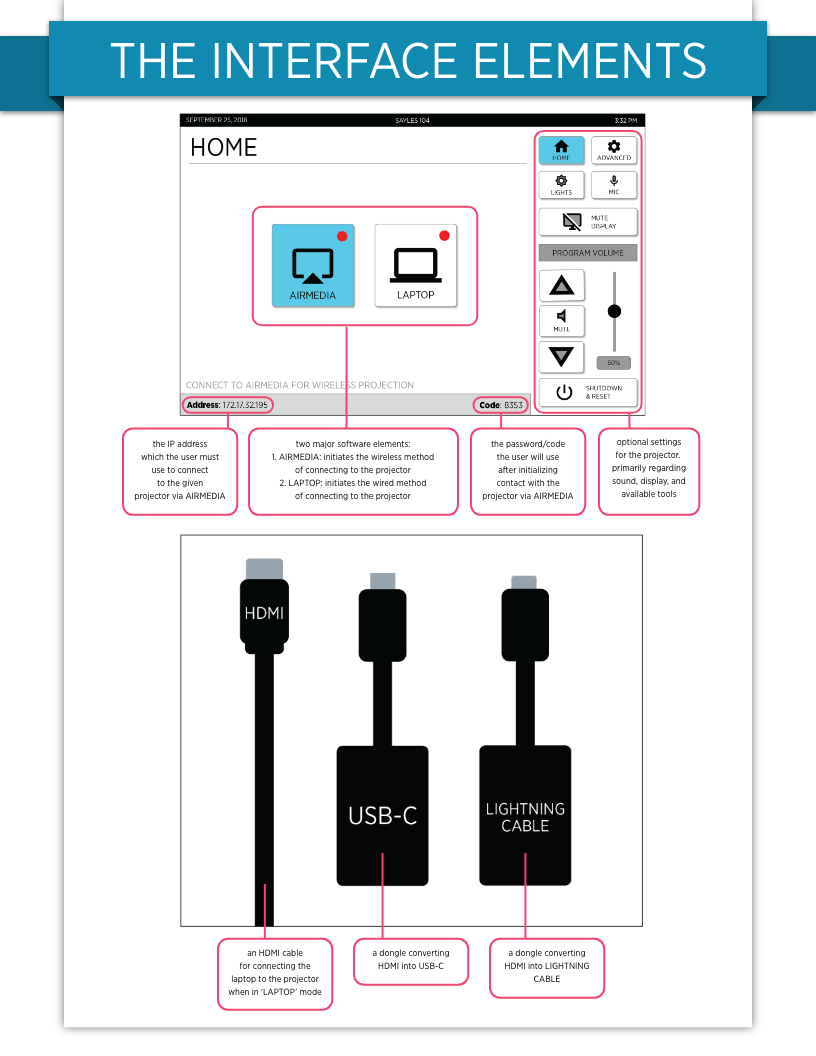 THE INTERFACE ELEMENTS
SEPTEMBER 25, 2018
SAYLES 104
3:32 PM
HOME
HOME
ADVANCED
LIGHTS
MIC
MUTE
DISPLAY
PROGRAM VOLUME
MUTE
50%
SHUTDOWN
& RESET
AIRMEDIA
LAPTOP
CONNECT TO AIRMEDIA FOR WIRELESS PROJECTION
Address: 172.17.32.195
Code: 8353
the IP address
which the user must
use to connect
to the given
projector via AIRMEDIA
two major software elements:
1. AIRMEDIA: initiates the wireless method
of connecting to the projector
2. LAPTOP: initiates the wired method
of connecting to the projector
the password/code
the user will use
after initializing
contact with the
projector via AIRMEDIA
optional settings
for the projector.
primarily regarding
sound, display, and
available tools
HDMI
USB-C
LIGHTNING
CABLE
an HDMI cable
for connecting the
laptop to the projector
when in 'LAPTOP' mode
a dongle converting
HDMI into USB-C
a dongle converting
HDMI into LIGHTNING
CABLE